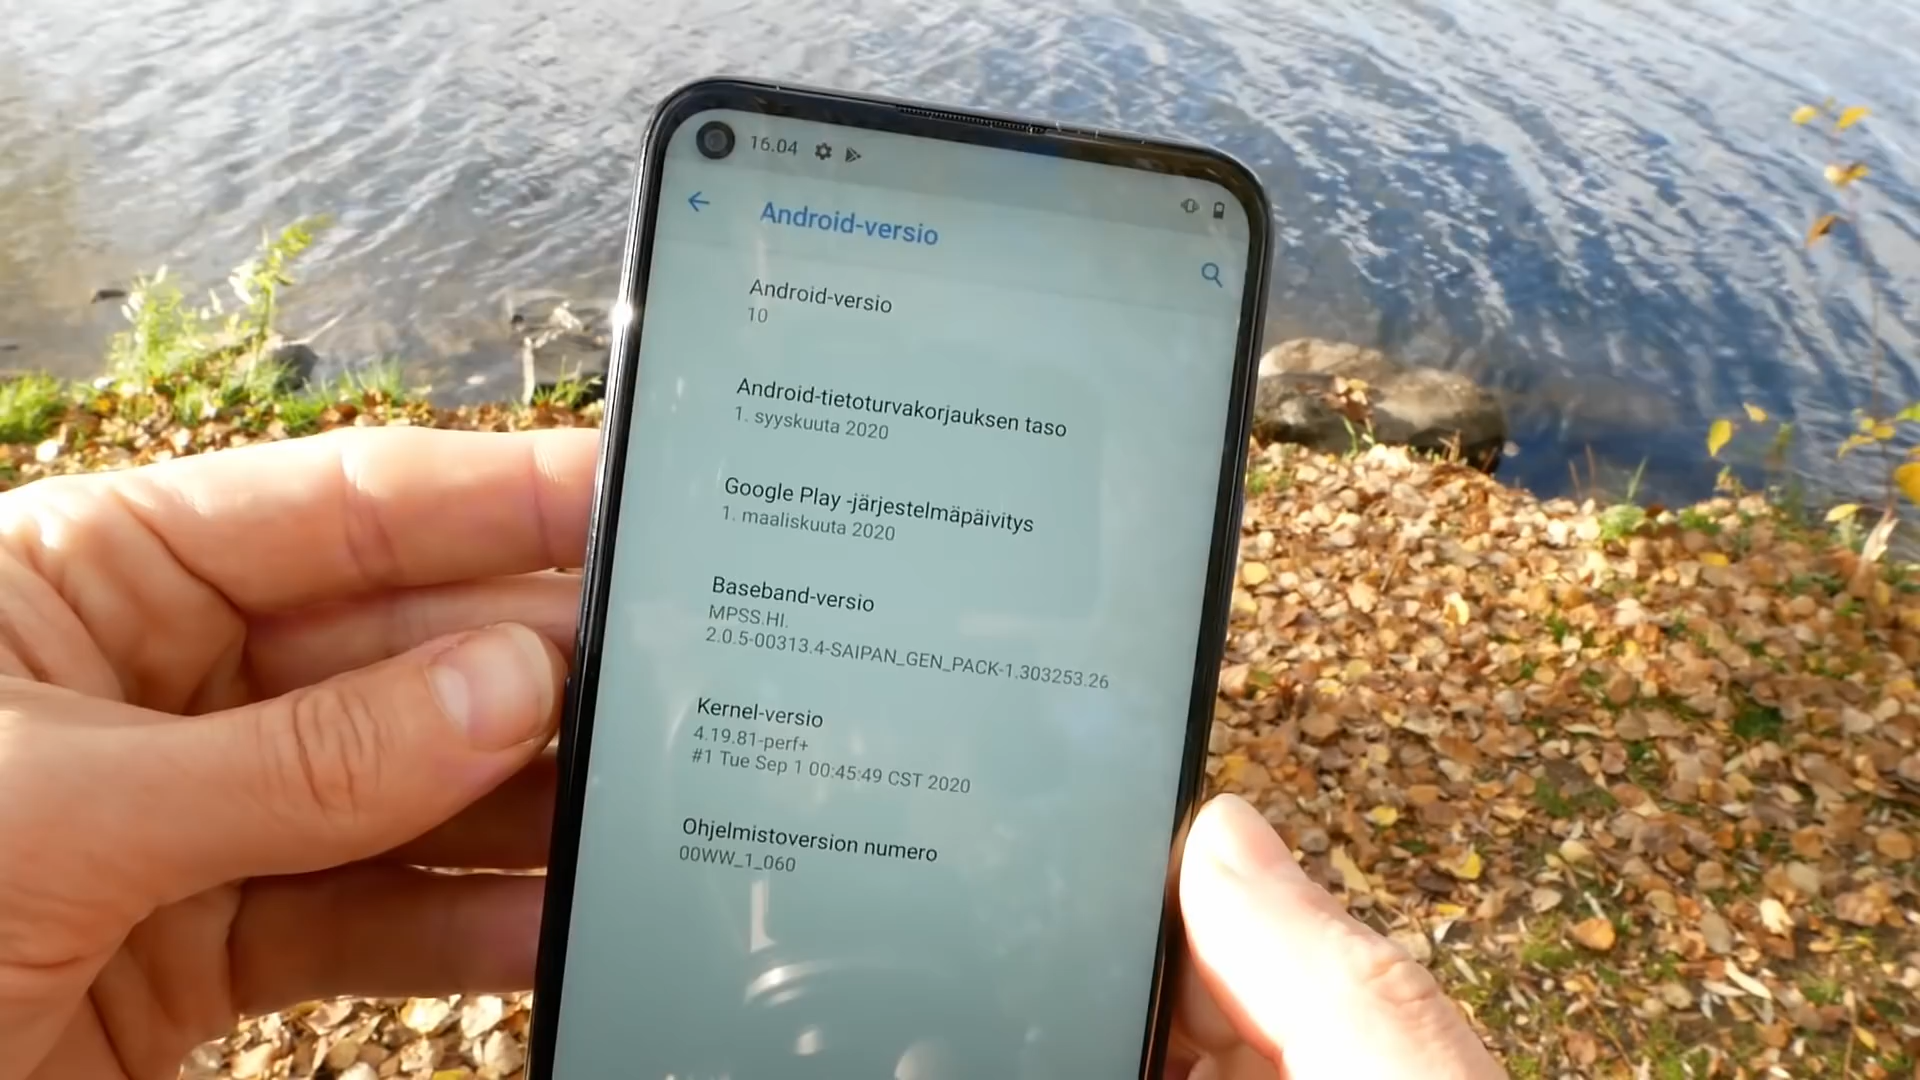 16.04
Android-versio
Android-versio
10
Android-tietoturvakorjauksen taso
1. syyskuuta 2020
Google Play -järjestelmäpäivitys
1. maaliskuuta 2020
Baseband-versio
MPSS.HI.
2.0.5-00313.4-SAIPAN_GEN_PACK-1.303253.26
Kernel-versio
4.19.81-perf+
#1 Tue Sep 1 00:45:49 CST 2020
Ohjelmistoversion numero
00WW_1_060